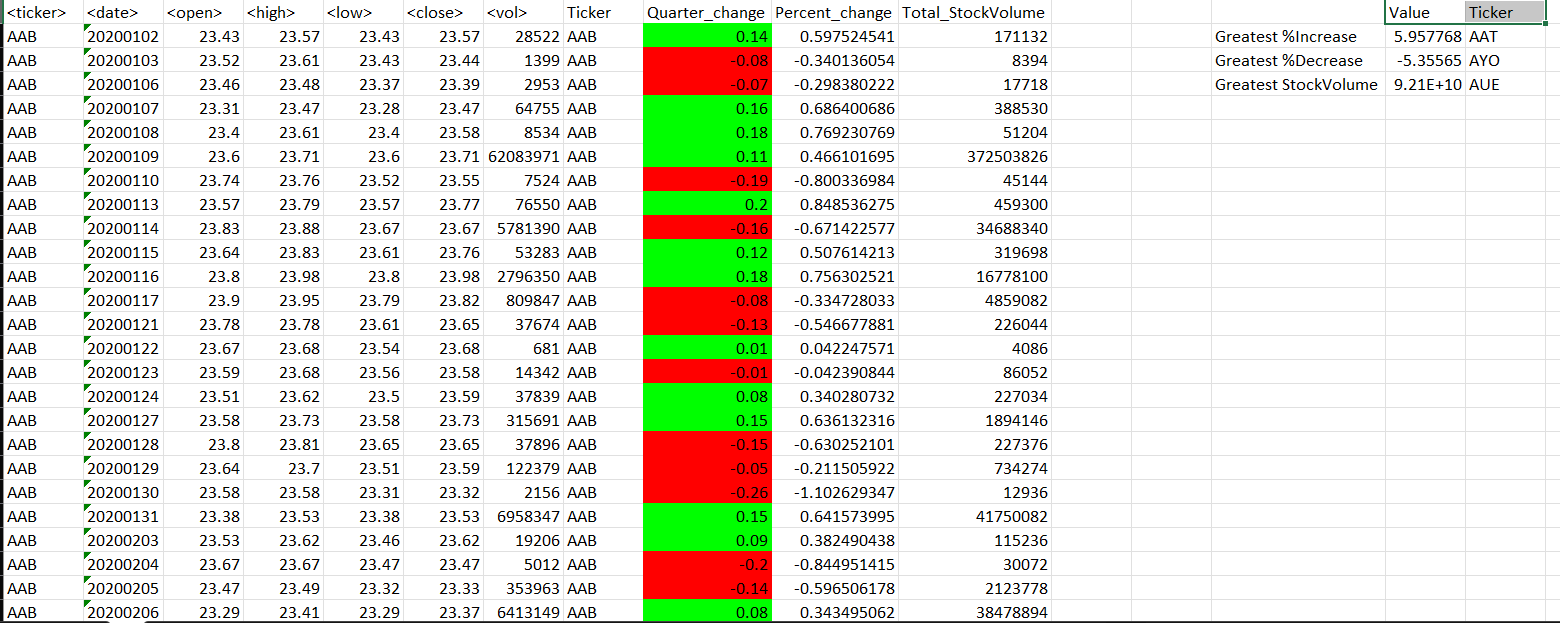 <ticker> <date> <open> <high> <low> <close> <vol> Ticker Quarter_change Percent_change Total_StockVolume Value Ticker
AAB 20200102 23.43 23.57 23.43 23.57 28522 AAB 0.14 0.597524541 171132 Greatest %Increase 5.957768 AAT
AAB 20200103 23.52 23.61 23.43 23.44 1399 AAB -0.08 -0.340136054 8394 Greatest %Decrease -5.35565 AYO
AAB 20200106 23.46 23.48 23.37 23.39 2953 AAB -0.07 -0.298380222 17718 Greatest StockVolume 9.21E+10 AUE
AAB 20200107 23.31 23.47 23.28 23.47 64755 AAB 0.16 0.686400686 388530
AAB 20200108 23.4 23.61 23.4 23.58 8534 AAB 0.18 0.769230769 51204
AAB 20200109 23.6 23.71 23.6 23.71 62083971 AAB 0.11 0.466101695 372503826
AAB 20200110 23.74 23.76 23.52 23.55 7524 AAB -0.19 -0.800336984 45144
AAB 20200113 23.57 23.79 23.57 23.77 76550 AAB 0.2 0.848536275 459300
AAB 20200114 23.83 23.88 23.67 23.67 5781390 AAB -0.16 -0.671422577 34688340
AAB 20200115 23.64 23.83 23.61 23.76 53283 AAB 0.12 0.507614213 319698
AAB 20200116 23.8 23.98 23.8 23.98 2796350 AAB 0.18 0.756302521 16778100
AAB 20200117 23.9 23.95 23.79 23.82 809847 AAB -0.08 -0.334728033 4859082
AAB 20200121 23.78 23.78 23.61 23.65 37674 AAB -0.13 -0.546677881 226044
AAB 20200122 23.67 23.68 23.54 23.68 681 AAB 0.01 0.042247571 4086
AAB 20200123 23.59 23.68 23.56 23.58 14342 AAB -0.01 -0.042390844 86052
AAB 20200124 23.51 23.62 23.5 23.59 37839 AAB 0.08 0.340280732 227034
AAB 20200127 23.58 23.73 23.58 23.73 315691 AAB 0.15 0.636132316 1894146
AAB 20200128 23.8 23.81 23.65 23.65 37896 AAB -0.15 -0.630252101 227376
AAB 20200129 23.64 23.7 23.51 23.59 122379 AAB -0.05 -0.211505922 734274
AAB 20200130 23.58 23.58 23.31 23.32 2156 AAB -0.26 -1.102629347 12936
AAB 20200131 23.38 23.53 23.38 23.53 6958347 AAB 0.15 0.641573995 41750082
AAB 20200203 23.53 23.62 23.46 23.62 19206 AAB 0.09 0.382490438 115236
AAB 20200204 23.67 23.67 23.47 23.47 5012 AAB -0.2 -0.844951415 30072
AAB 20200205 23.47 23.49 23.32 23.33 353963 AAB -0.14 -0.596506178 2123778
AAB 20200206 23.29 23.41 23.29 23.37 6413149 AAB 0.08 0.343495062 38478894